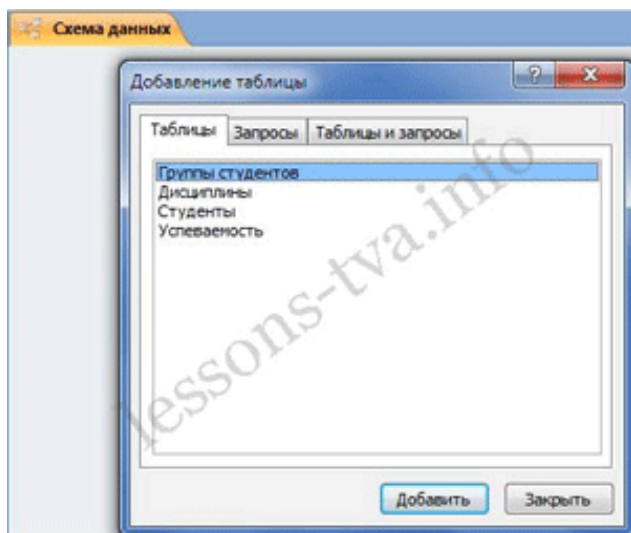 Схема данных
Добавление таблицы
Таблицы Запросы Таблицы и запросы
Группы студентов
Дисциплины
Студенты
Успеваемость
lessons-tva.info
Добавить Закрыть